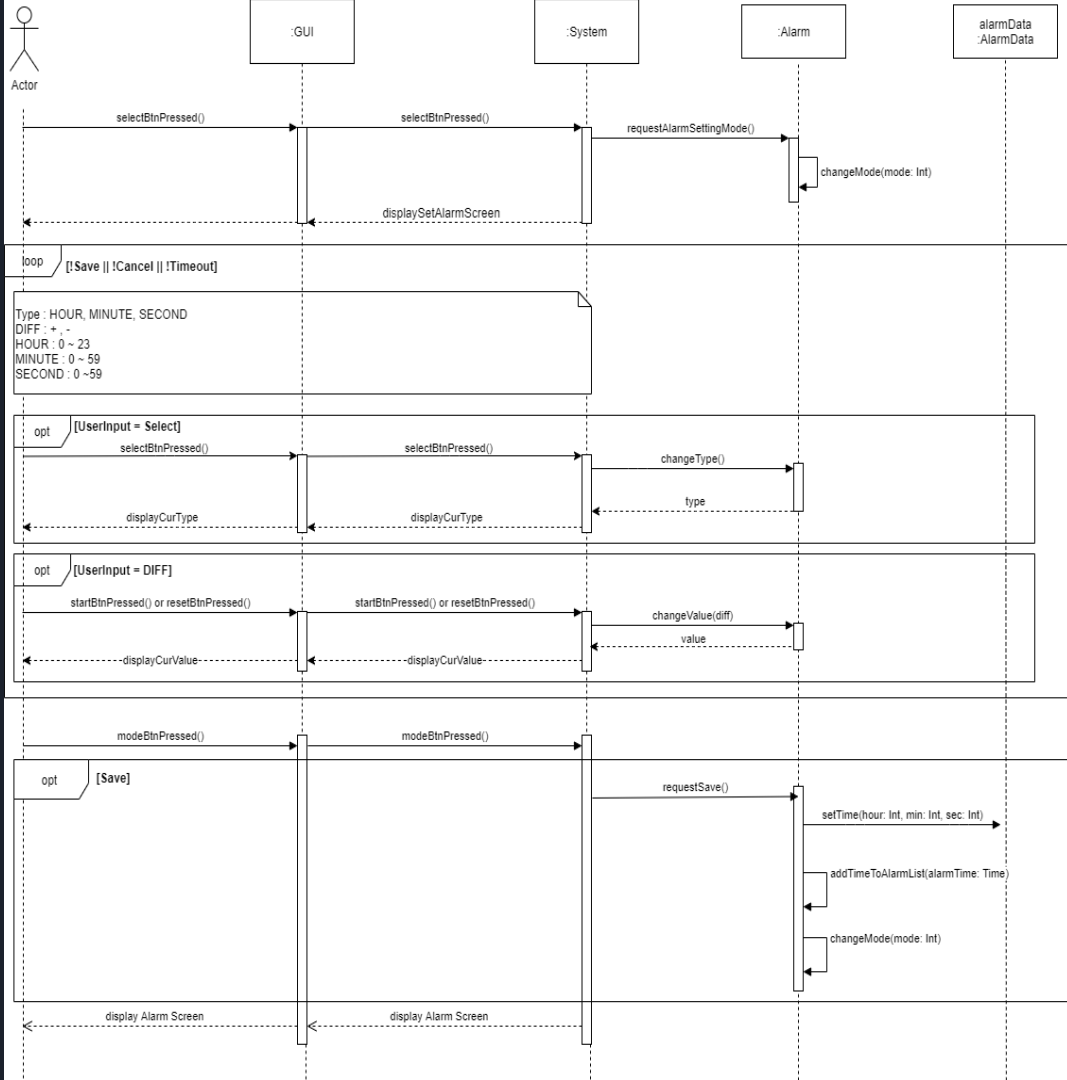 :GUI
:System
:Alarm
alarmData
:AlarmData
Actor
selectBtnPressed()
selectBtnPressed()
requestAlarmSettingMode()
changeMode(mode: Int)
displaySetAlarmScreen
loop
[!Save || !Cancel || !Timeout]
Type : HOUR, MINUTE, SECOND
DIFF : + , -
HOUR : 0 ~ 23
MINUTE : 0 ~ 59
SECOND : 0 ~59
opt
[UserInput = Select]
selectBtnPressed()
selectBtnPressed()
changeType()
type
displayCurType
displayCurType
opt
[UserInput = DIFF]
startBtnPressed() or resetBtnPressed()
startBtnPressed() or resetBtnPressed()
changeValue(diff)
value
displayCurValue
displayCurValue
modeBtnPressed()
modeBtnPressed()
opt
[Save]
requestSave()
setTime(hour: Int, min: Int, sec: Int)
addTimeToAlarmList(alarmTime: Time)
changeMode(mode: Int)
display Alarm Screen
display Alarm Screen